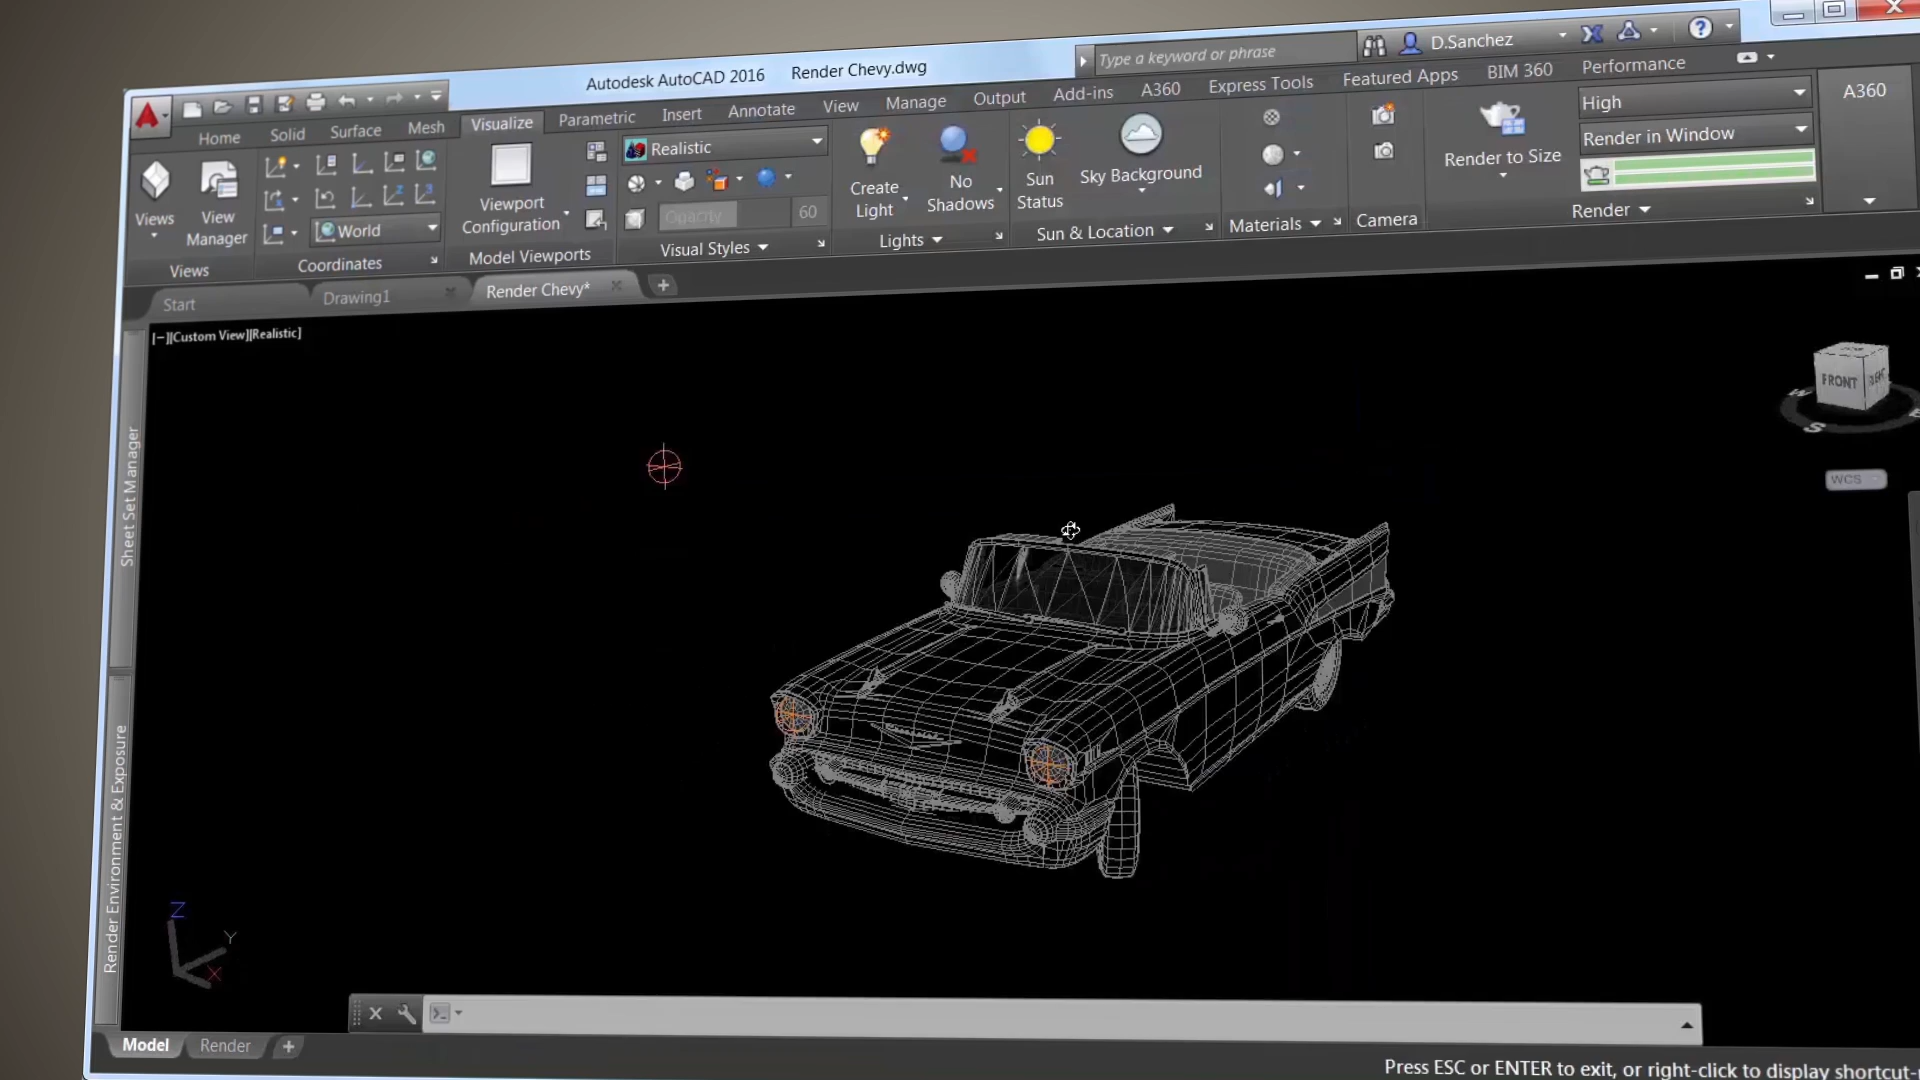 Autodesk AutoCAD 2016 Render Chevy.dwg
Type a keyword or phrase
D.Sanchez
Home Solid Surface Mesh Visualize Parametric Insert Annotate View Manage Output Add-ins A360 Express Tools Featured Apps BIM 360 Performance
Views
View Manager
Views
World
Coordinates
Viewport Configuration
Model Viewports
Realistic
Opacity 60
Visual Styles
Create Light
No Shadows
Lights
Sun Status
Sky Background
Sun & Location
Materials
Camera
Render to Size
High
Render in Window
Render
A360
Start
Drawing1
Render Chevy*
[−][Custom View][Realistic]
Sheet Set Manager
Render Environment & Exposure
FRONT
W
S
WCS
Z
Y
X
Model
Render
Press ESC or ENTER to exit, or right-click to display shortcut-